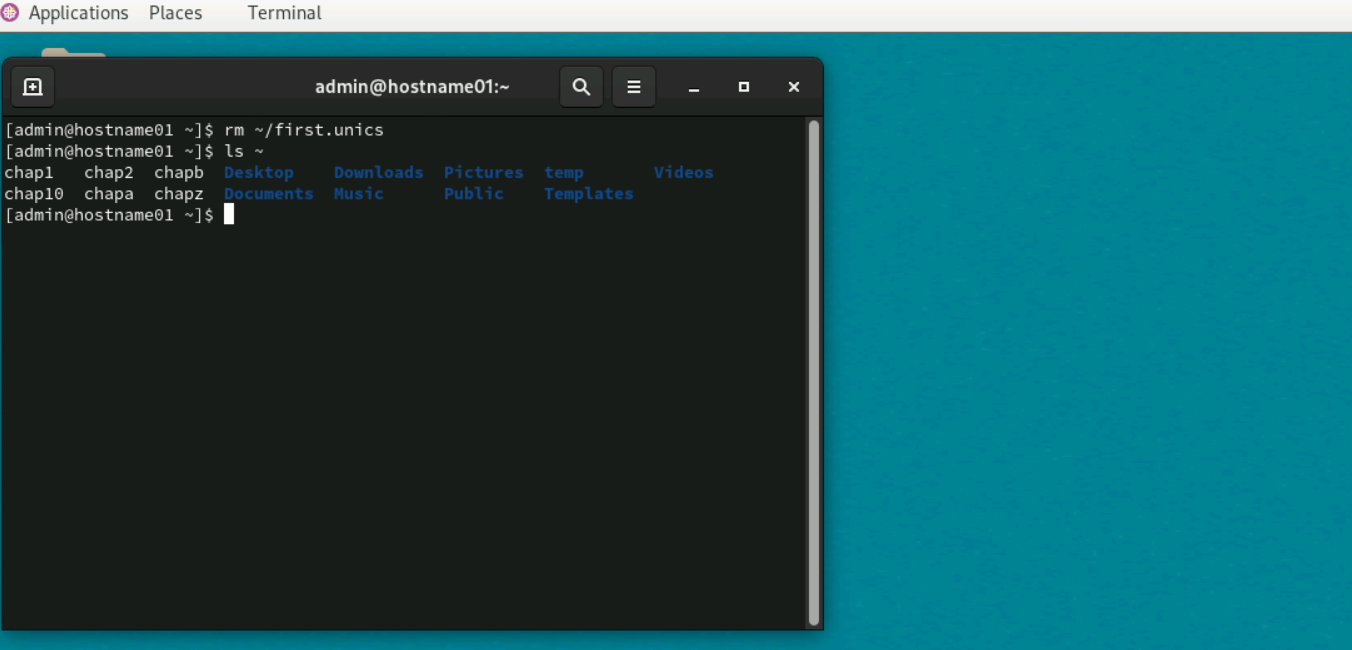 Applications Places Terminal
admin@hostname01:~
[admin@hostname01 ~]$ rm ~/first.unics
[admin@hostname01 ~]$ ls ~
chap1 chap2 chapb Desktop Downloads Pictures temp Videos
chap10 chapa chapz Documents Music Public Templates
[admin@hostname01 ~]$